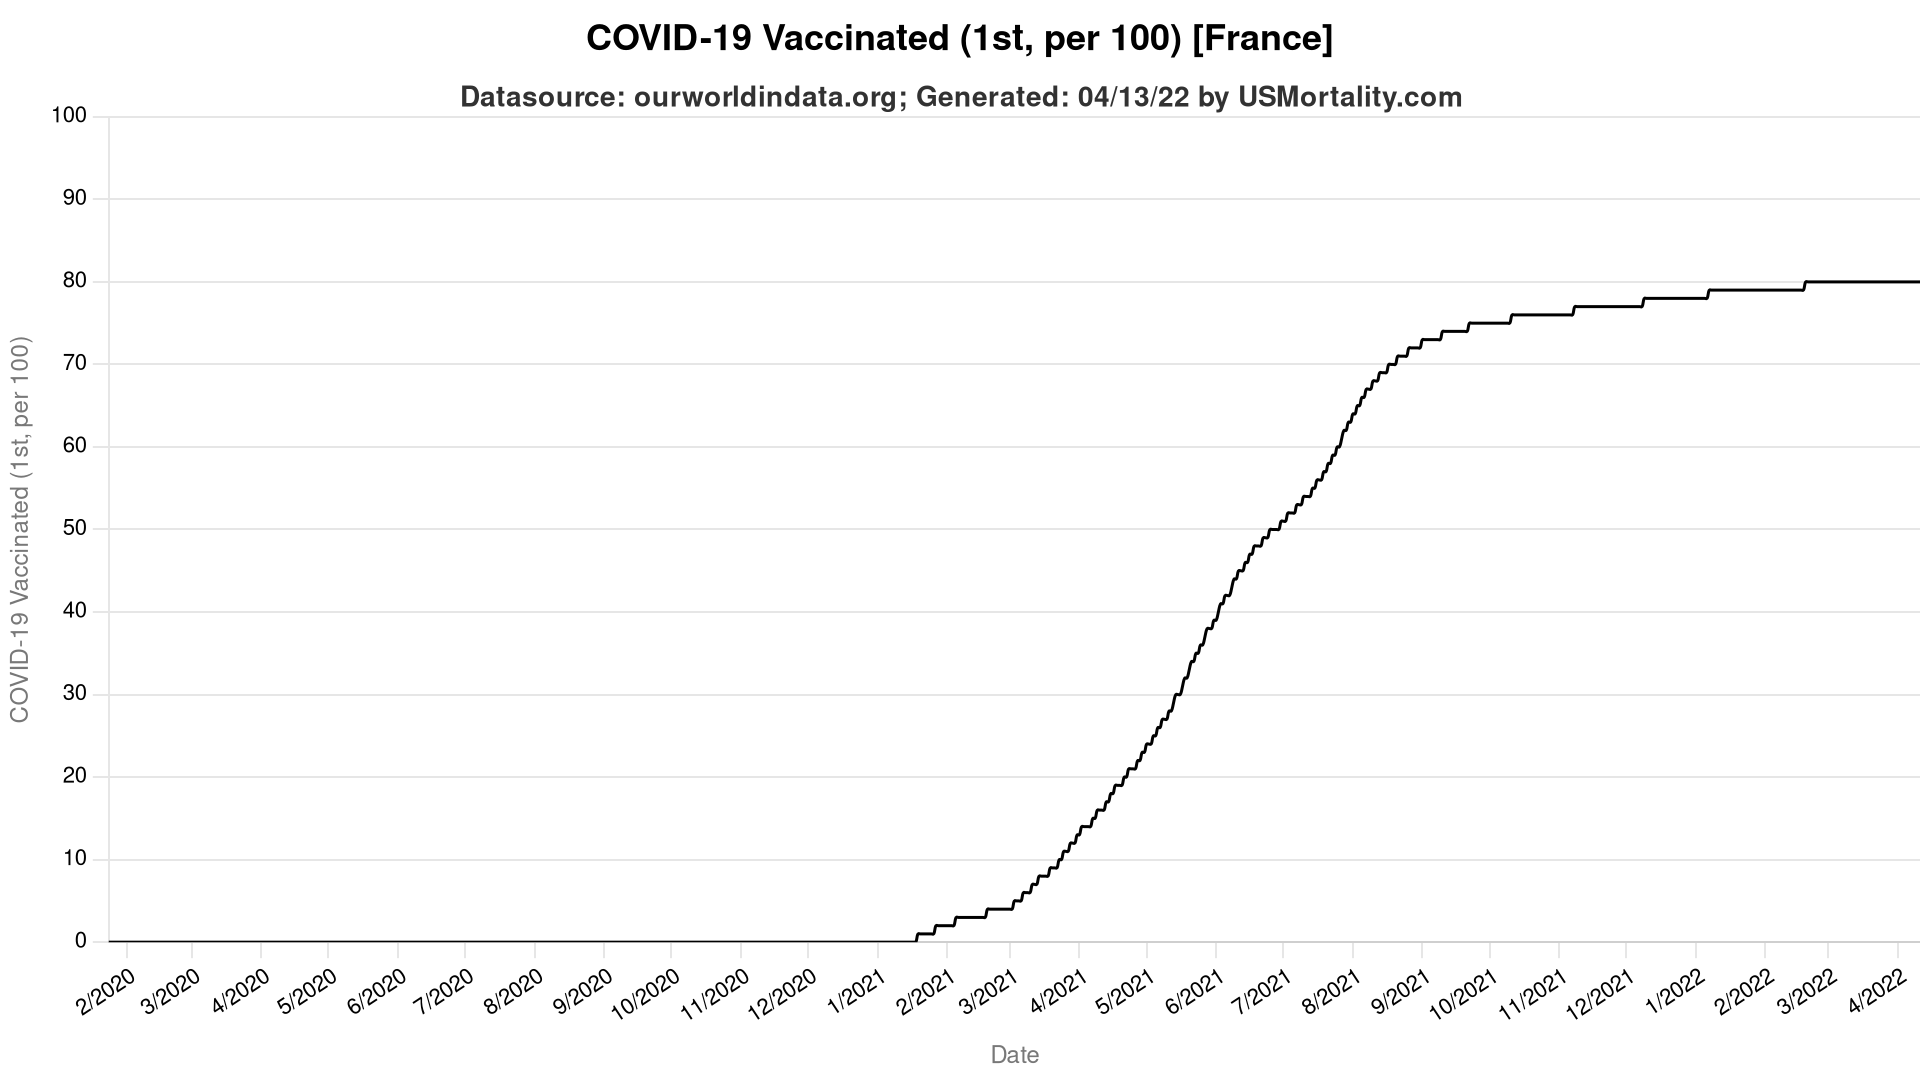 COVID-19 Vaccinated (1st, per 100) [France]
Datasource: ourworldindata.org; Generated: 04/13/22 by USMortality.com
COVID-19 Vaccinated (1st, per 100)
100
90
80
70
60
50
40
30
20
10
0
2/2020 3/2020 4/2020 5/2020 6/2020 7/2020 8/2020 9/2020 10/2020 11/2020 12/2020 1/2021 2/2021 3/2021 4/2021 5/2021 6/2021 7/2021 8/2021 9/2021 10/2021 11/2021 12/2021 1/2022 2/2022 3/2022 4/2022
Date